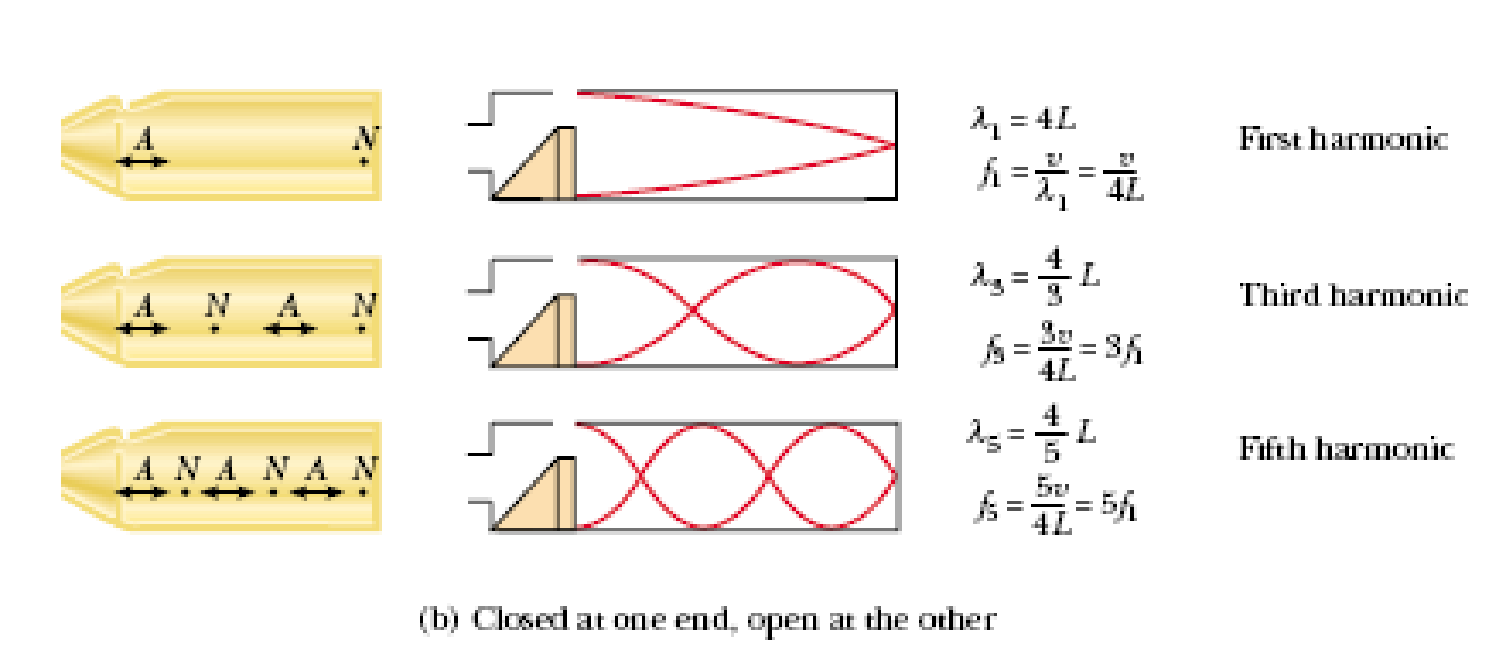 A N
λ₁ = 4L
f₁ = v/λ₁ = v/4L
First harmonic
A N A N
λ₃ = 4/3 L
f₃ = 3v/4L = 3f₁
Third harmonic
A N A N A N
λ₅ = 4/5 L
f₅ = 5v/4L = 5f₁
Fifth harmonic
(b) Closed at one end, open at the other